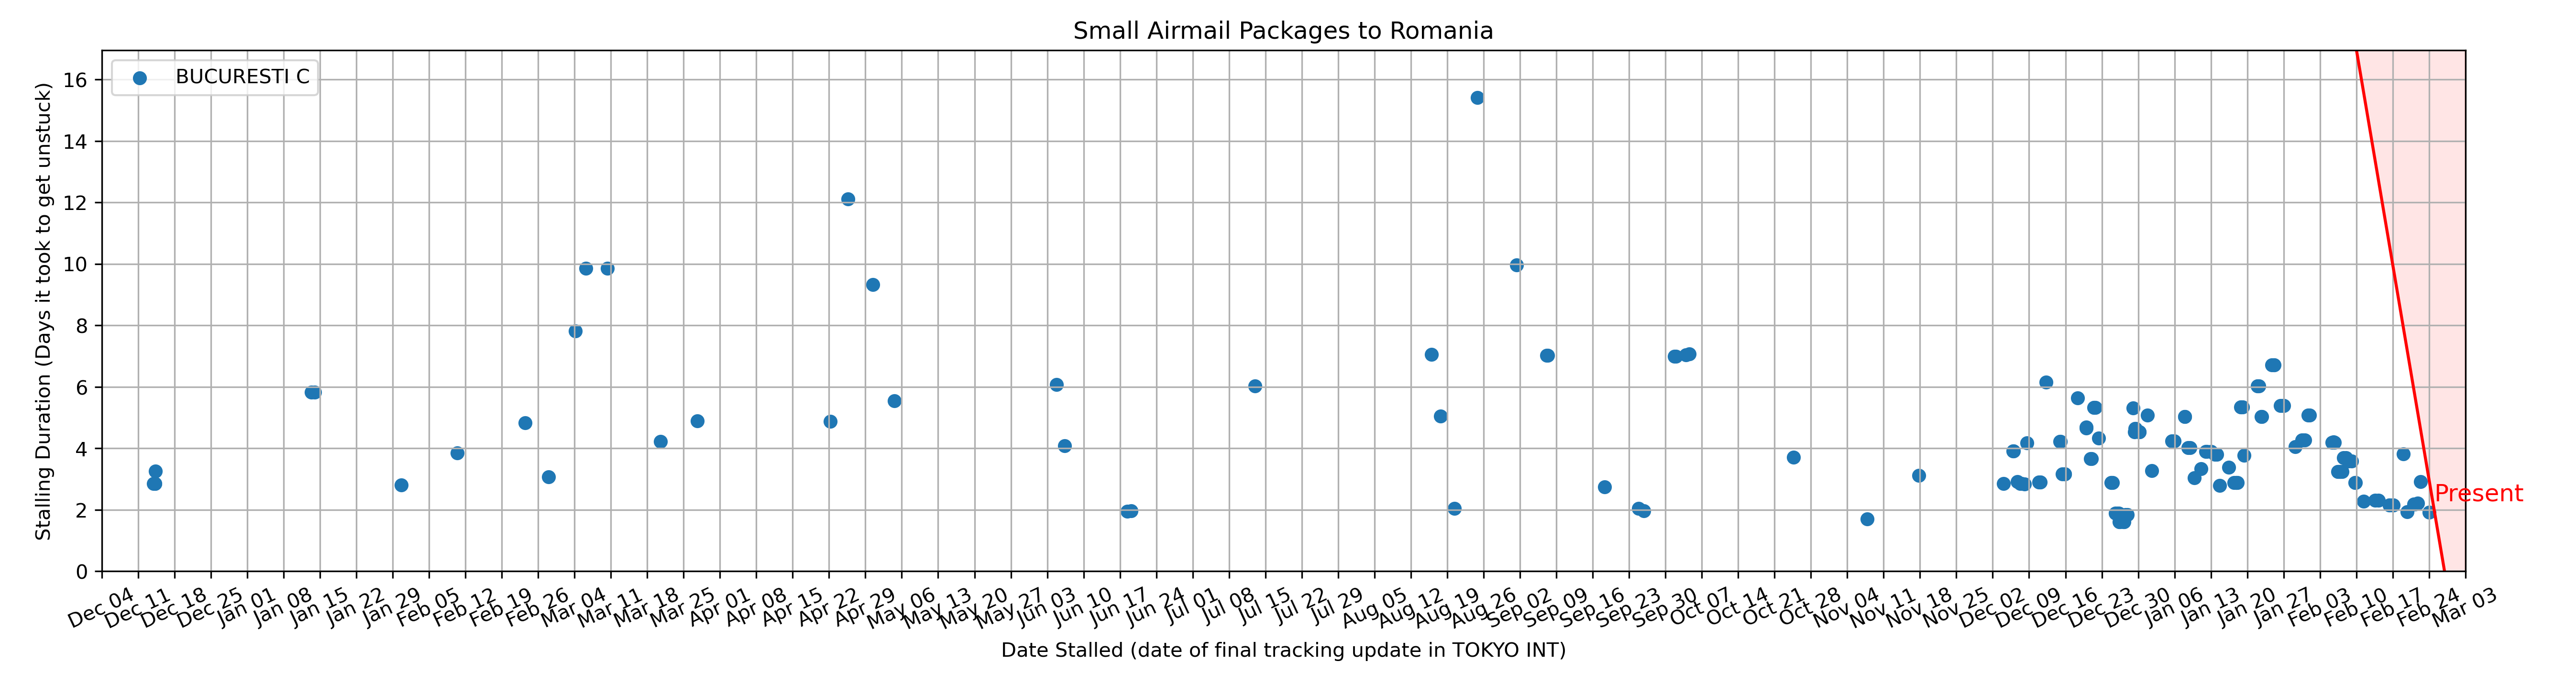 Small Airmail Packages to Romania
BUCURESTI C
Stalling Duration (Days it took to get unstuck)
16
14
12
10
8
6
4
2
0
Present
Dec 04 Dec 11 Dec 18 Dec 25 Jan 01 Jan 08 Jan 15 Jan 22 Jan 29 Feb 05 Feb 12 Feb 19 Feb 26 Mar 04 Mar 11 Mar 18 Mar 25 Apr 01 Apr 08 Apr 15 Apr 22 Apr 29 May 06 May 13 May 20 May 27 Jun 03 Jun 10 Jun 17 Jun 24 Jul 01 Jul 08 Jul 15 Jul 22 Jul 29 Aug 05 Aug 12 Aug 19 Aug 26 Sep 02 Sep 09 Sep 16 Sep 23 Sep 30 Oct 07 Oct 14 Oct 21 Oct 28 Nov 04 Nov 11 Nov 18 Nov 25 Dec 02 Dec 09 Dec 16 Dec 23 Dec 30 Jan 06 Jan 13 Jan 20 Jan 27 Feb 03 Feb 10 Feb 17 Feb 24 Mar 03
Date Stalled (date of final tracking update in TOKYO INT)